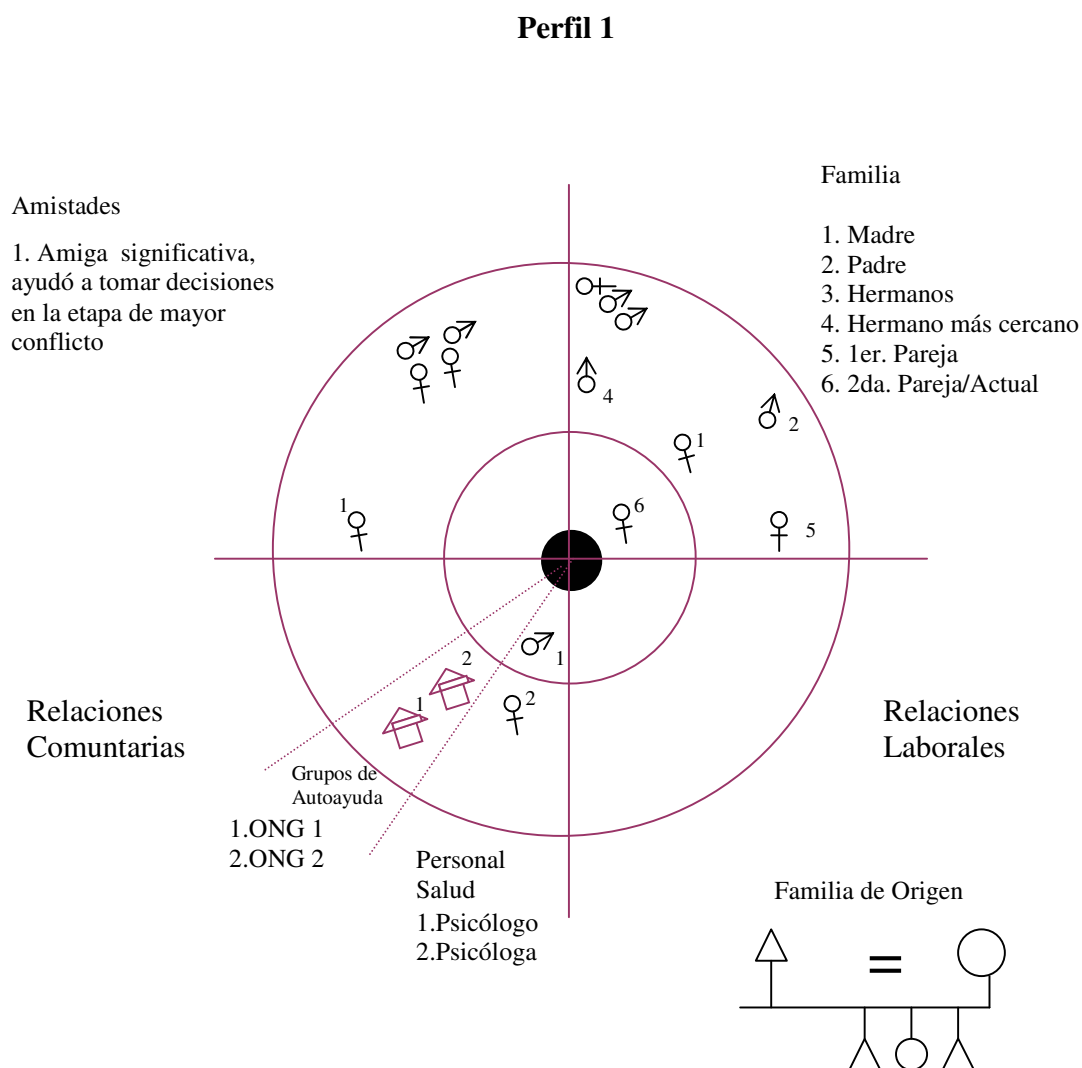 Perfil 1
Amistades
1. Amiga significativa,
ayudó a tomar decisiones
en la etapa de mayor
conflicto
Familia
1. Madre
2. Padre
3. Hermanos
4. Hermano más cercano
5. 1er. Pareja
6. 2da. Pareja/Actual
4
2
1
1
6
5
1
2
2
1
Relaciones
Comuntarias
Relaciones
Laborales
Grupos de
Autoayuda
1.ONG 1
2.ONG 2
Personal
Salud
1.Psicólogo
2.Psicóloga
Familia de Origen
=